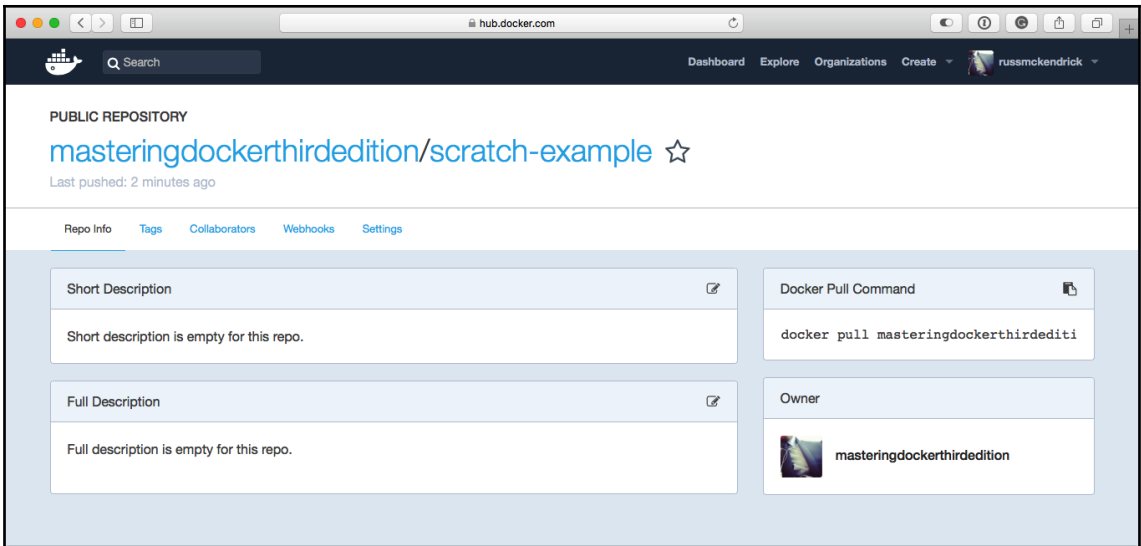 hub.docker.com
Search
Dashboard Explore Organizations Create russmckendrick
PUBLIC REPOSITORY
masteringdockerthirdedition/scratch-example
Last pushed: 2 minutes ago
Repo Info Tags Collaborators Webhooks Settings
Short Description
Short description is empty for this repo.
Docker Pull Command
docker pull masteringdockerthirdediti
Full Description
Full description is empty for this repo.
Owner
masteringdockerthirdedition